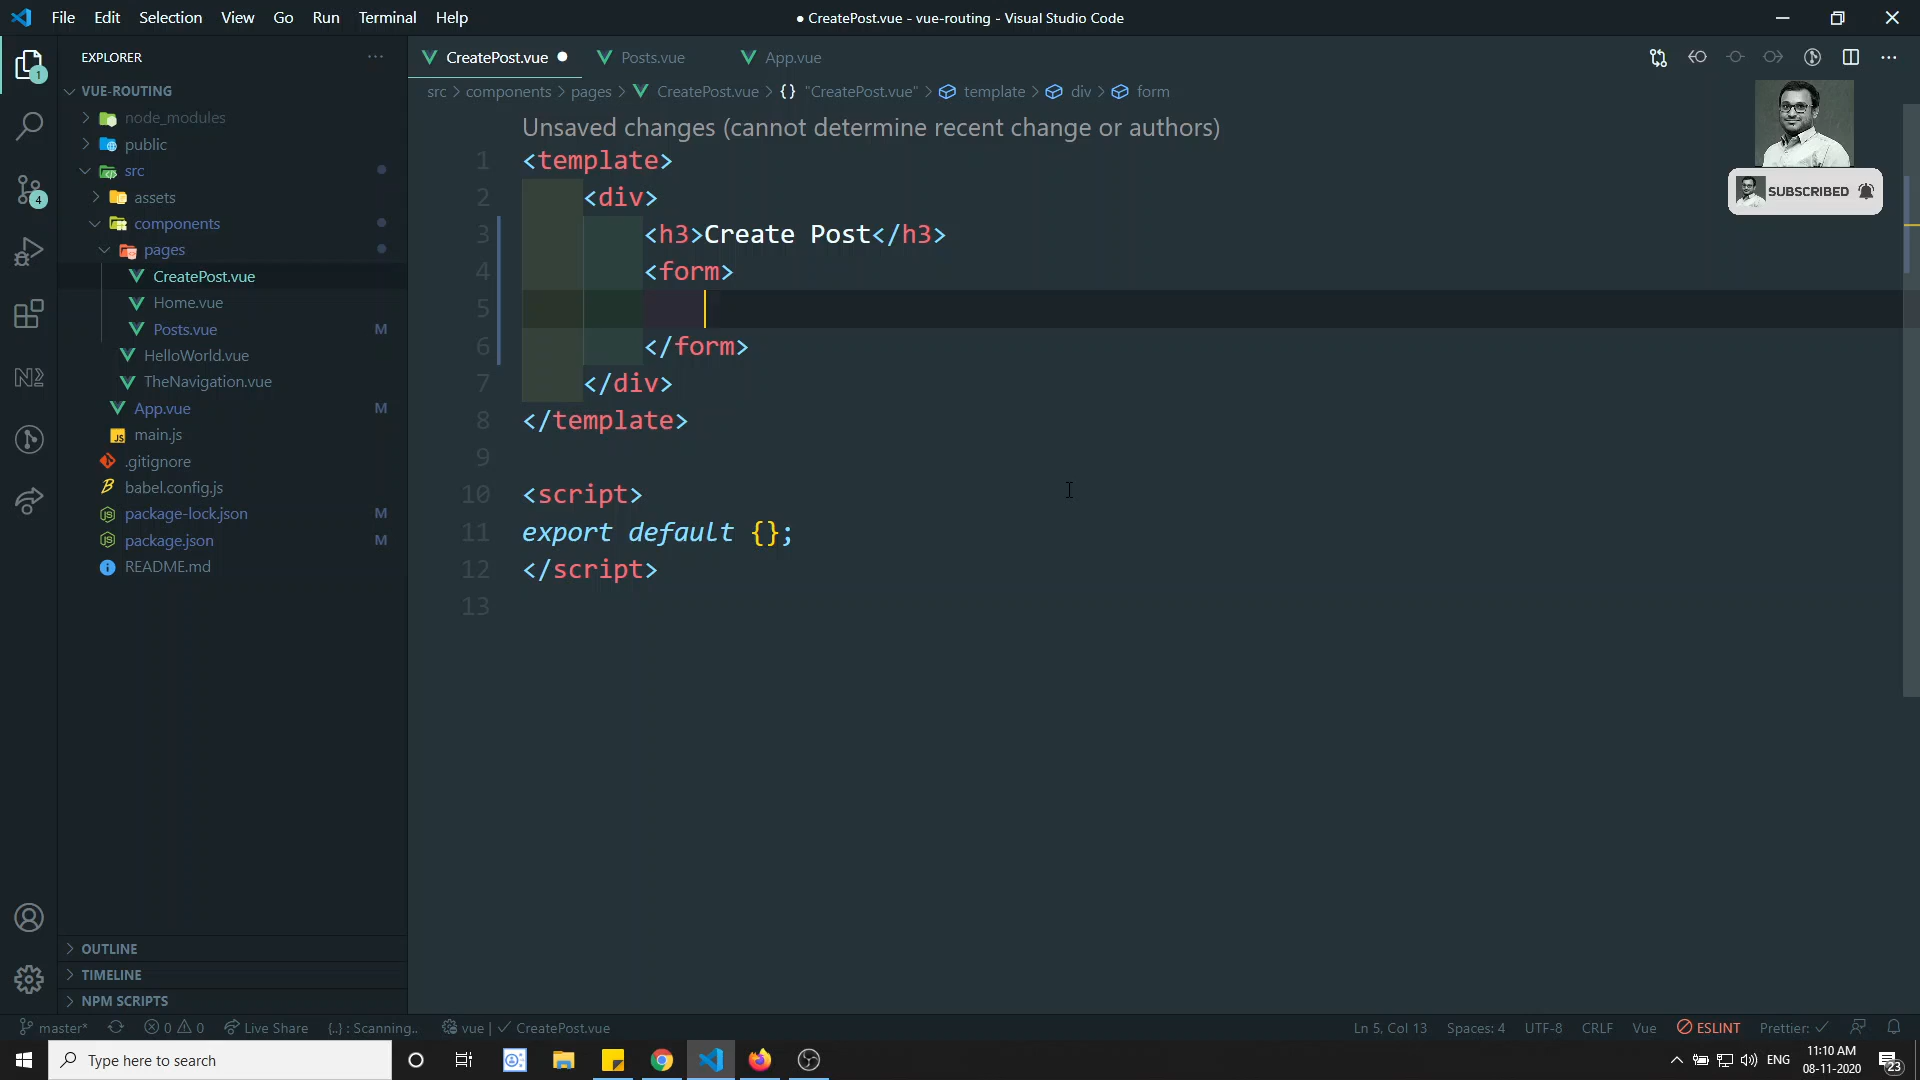 File Edit Selection View Go Run Terminal Help
● CreatePost.vue - vue-routing - Visual Studio Code
EXPLORER
CreatePost.vue Posts.vue App.vue
VUE-ROUTING
src > components > pages > CreatePost.vue > {} "CreatePost.vue" > template > div > form
node_modules
public
src
assets
components
pages
CreatePost.vue
Home.vue
Posts.vue M
HelloWorld.vue
TheNavigation.vue
App.vue M
main.js
.gitignore
babel.config.js
package-lock.json M
package.json M
README.md
1
4
Unsaved changes (cannot determine recent change or authors)
1 <template>
2 <div>
3 <h3>Create Post</h3>
4 <form>
5
6 </form>
7 </div>
8 </template>
9
10 <script>
11 export default {};
12 </script>
13
SUBSCRIBED
OUTLINE
TIMELINE
NPM SCRIPTS
master* 0 0 Live Share {..} : Scanning.. vue | ✓ CreatePost.vue Ln 5, Col 13 Spaces: 4 UTF-8 CRLF Vue ESLINT Prettier: ✓
Type here to search
ENG
11:10 AM
08-11-2020
23